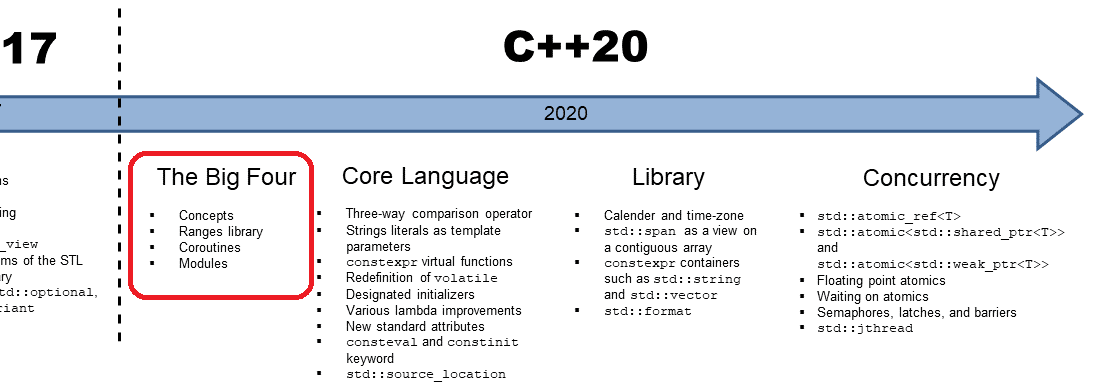 17
C++20
2020
ns
ing
_view
ms of the STL
ary
td::optional,
riant
The Big Four
Concepts
Ranges library
Coroutines
Modules
Core Language
Three-way comparison operator
Strings literals as template
parameters
constexpr virtual functions
Redefinition of volatile
Designated initializers
Various lambda improvements
New standard attributes
consteval and constinit
keyword
std::source_location
Library
Calender and time-zone
std::span as a view on
a contiguous array
constexpr containers
such as std::string
and std::vector
std::format
Concurrency
std::atomic_ref<T>
std::atomic<std::shared_ptr<T>>
and
std::atomic<std::weak_ptr<T>>
Floating point atomics
Waiting on atomics
Semaphores, latches, and barriers
std::jthread